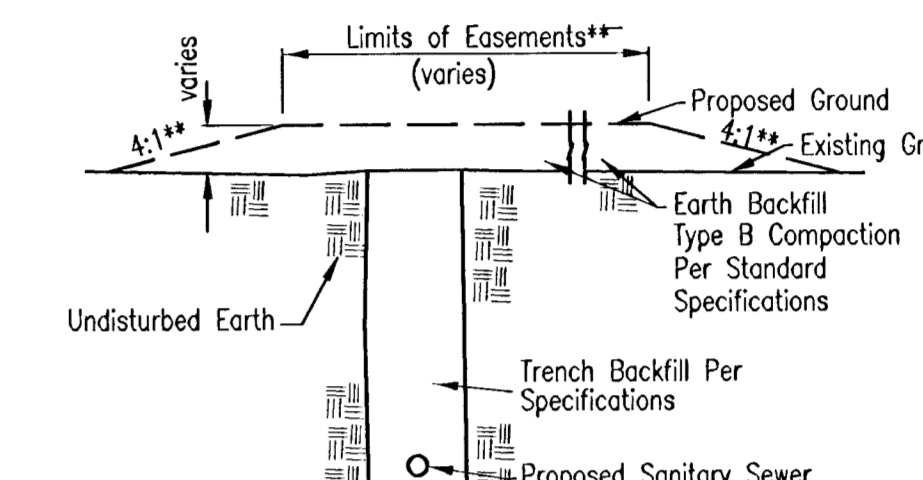 Limits of Easements**
(varies)
varies
4:1**
Proposed Ground
4:1**
Existing
Earth Backfill
Type B Compaction
Per Standard
Specifications
Undisturbed Earth
Trench Backfill Per
Specifications
Proposed Sanitary Sewer